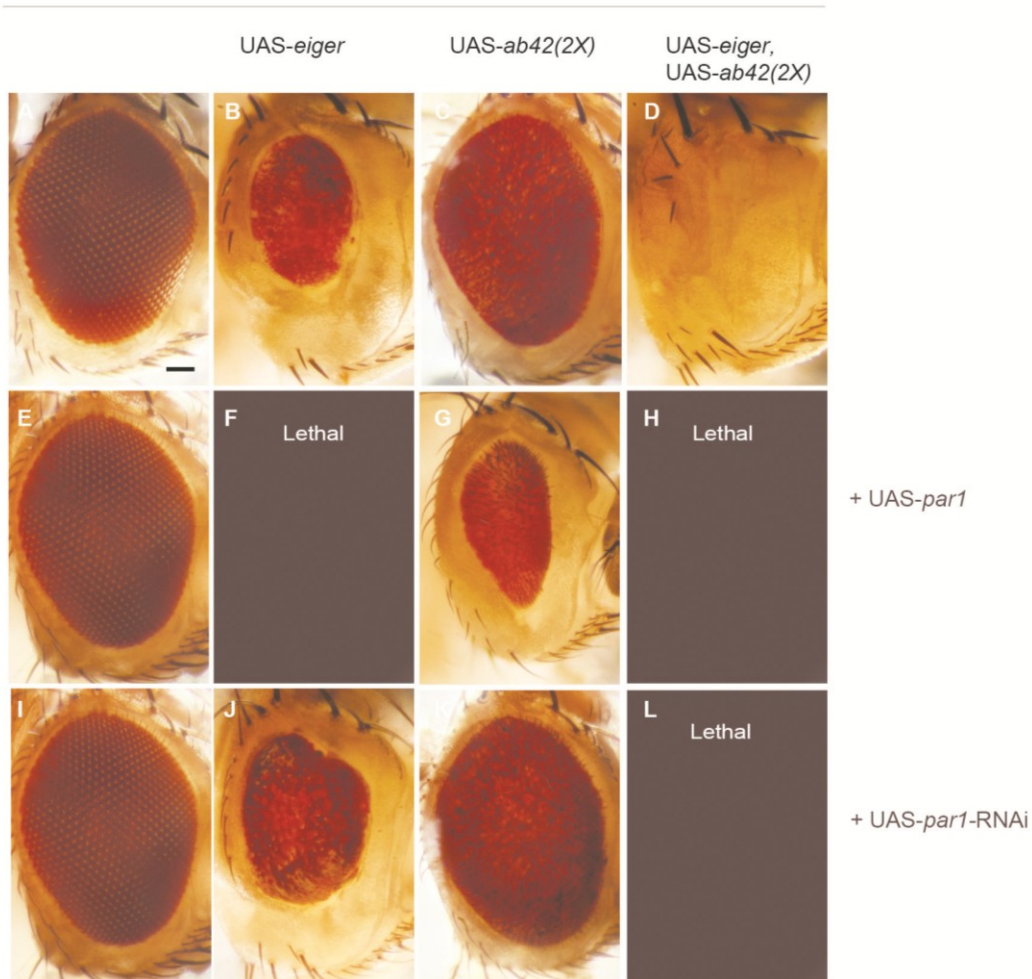 UAS-eiger
UAS-ab42(2X)
UAS-eiger,
UAS-ab42(2X)
A
B
C
D
E
F
Lethal
G
H
Lethal
+ UAS-par1
I
J
K
L
Lethal
+ UAS-par1-RNAi